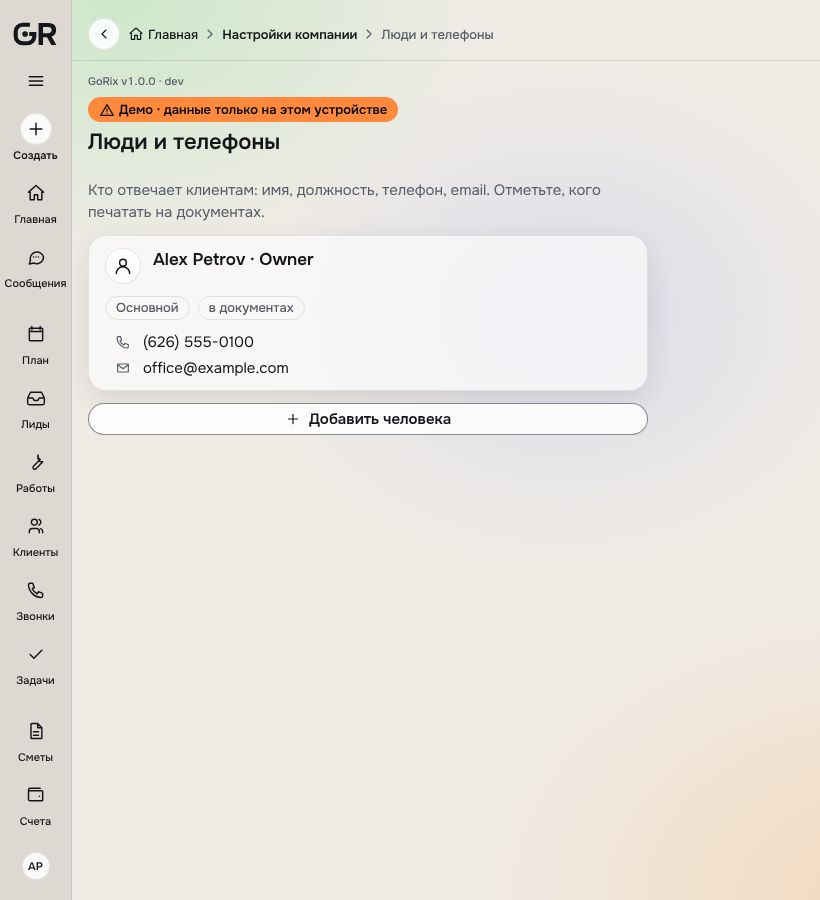 GR
Главная
Настройки компании
Люди и телефоны
GoRix v1.0.0 · dev
Демо · данные только на этом устройстве
Люди и телефоны
Кто отвечает клиентам: имя, должность, телефон, email. Отметьте, кого
печатать на документах.
Alex Petrov · Owner
Основной
в документах
(626) 555-0100
office@example.com
Добавить человека
Создать
Главная
Сообщения
План
Лиды
Работы
Клиенты
Звонки
Задачи
Сметы
Счета
AP